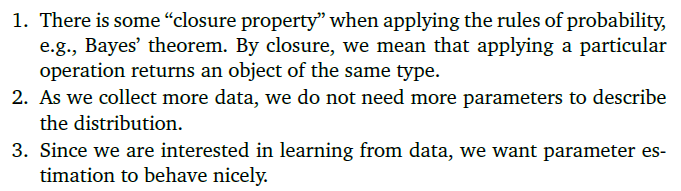 1. There is some “closure property” when applying the rules of probability,
e.g., Bayes’ theorem. By closure, we mean that applying a particular
operation returns an object of the same type.
2. As we collect more data, we do not need more parameters to describe
the distribution.
3. Since we are interested in learning from data, we want parameter es-
timation to behave nicely.